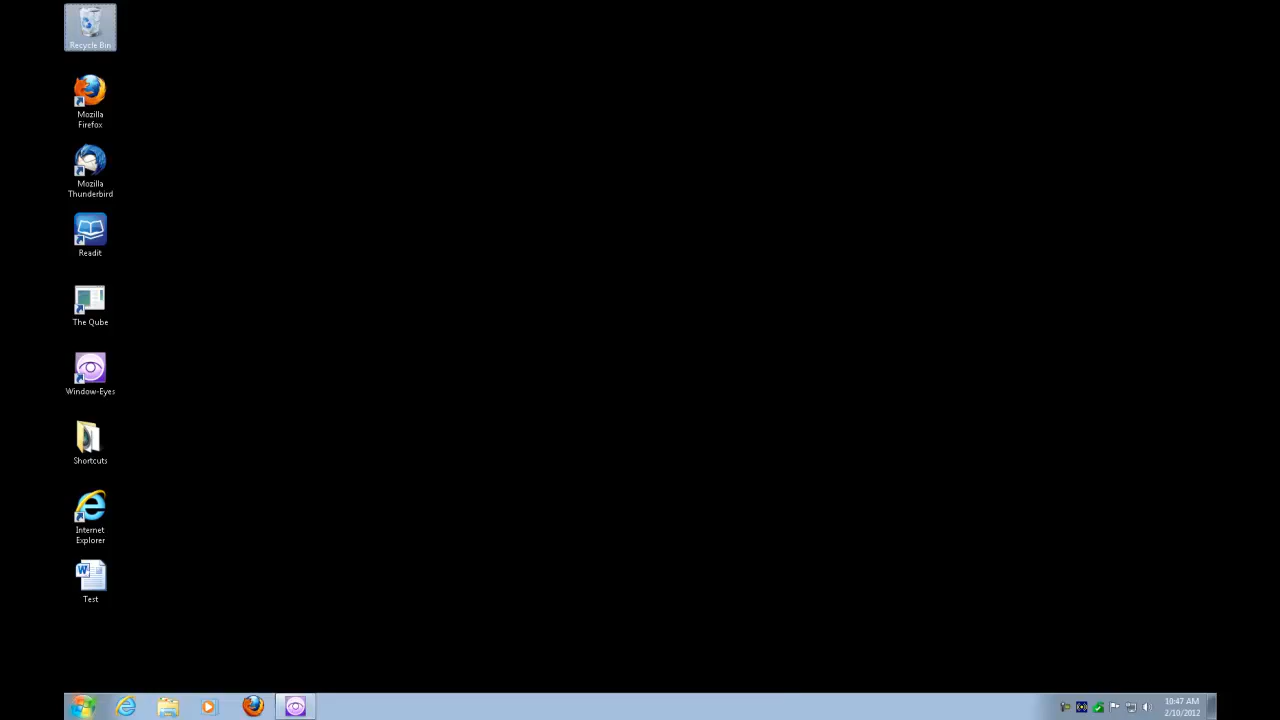 Recycle Bin
Mozilla
Firefox
Mozilla
Thunderbird
Readit
The Qube
Window-Eyes
Shortcuts
Internet
Explorer
W
Test
10:47 AM
2/10/2012